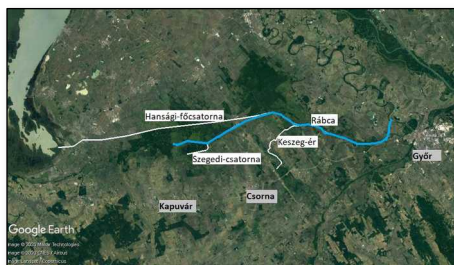 Hansági-főcsatorna
Rábca
Keszeg-ér
Szegedi-csatorna
Győr
Csorna
Kapuvár
Google Earth